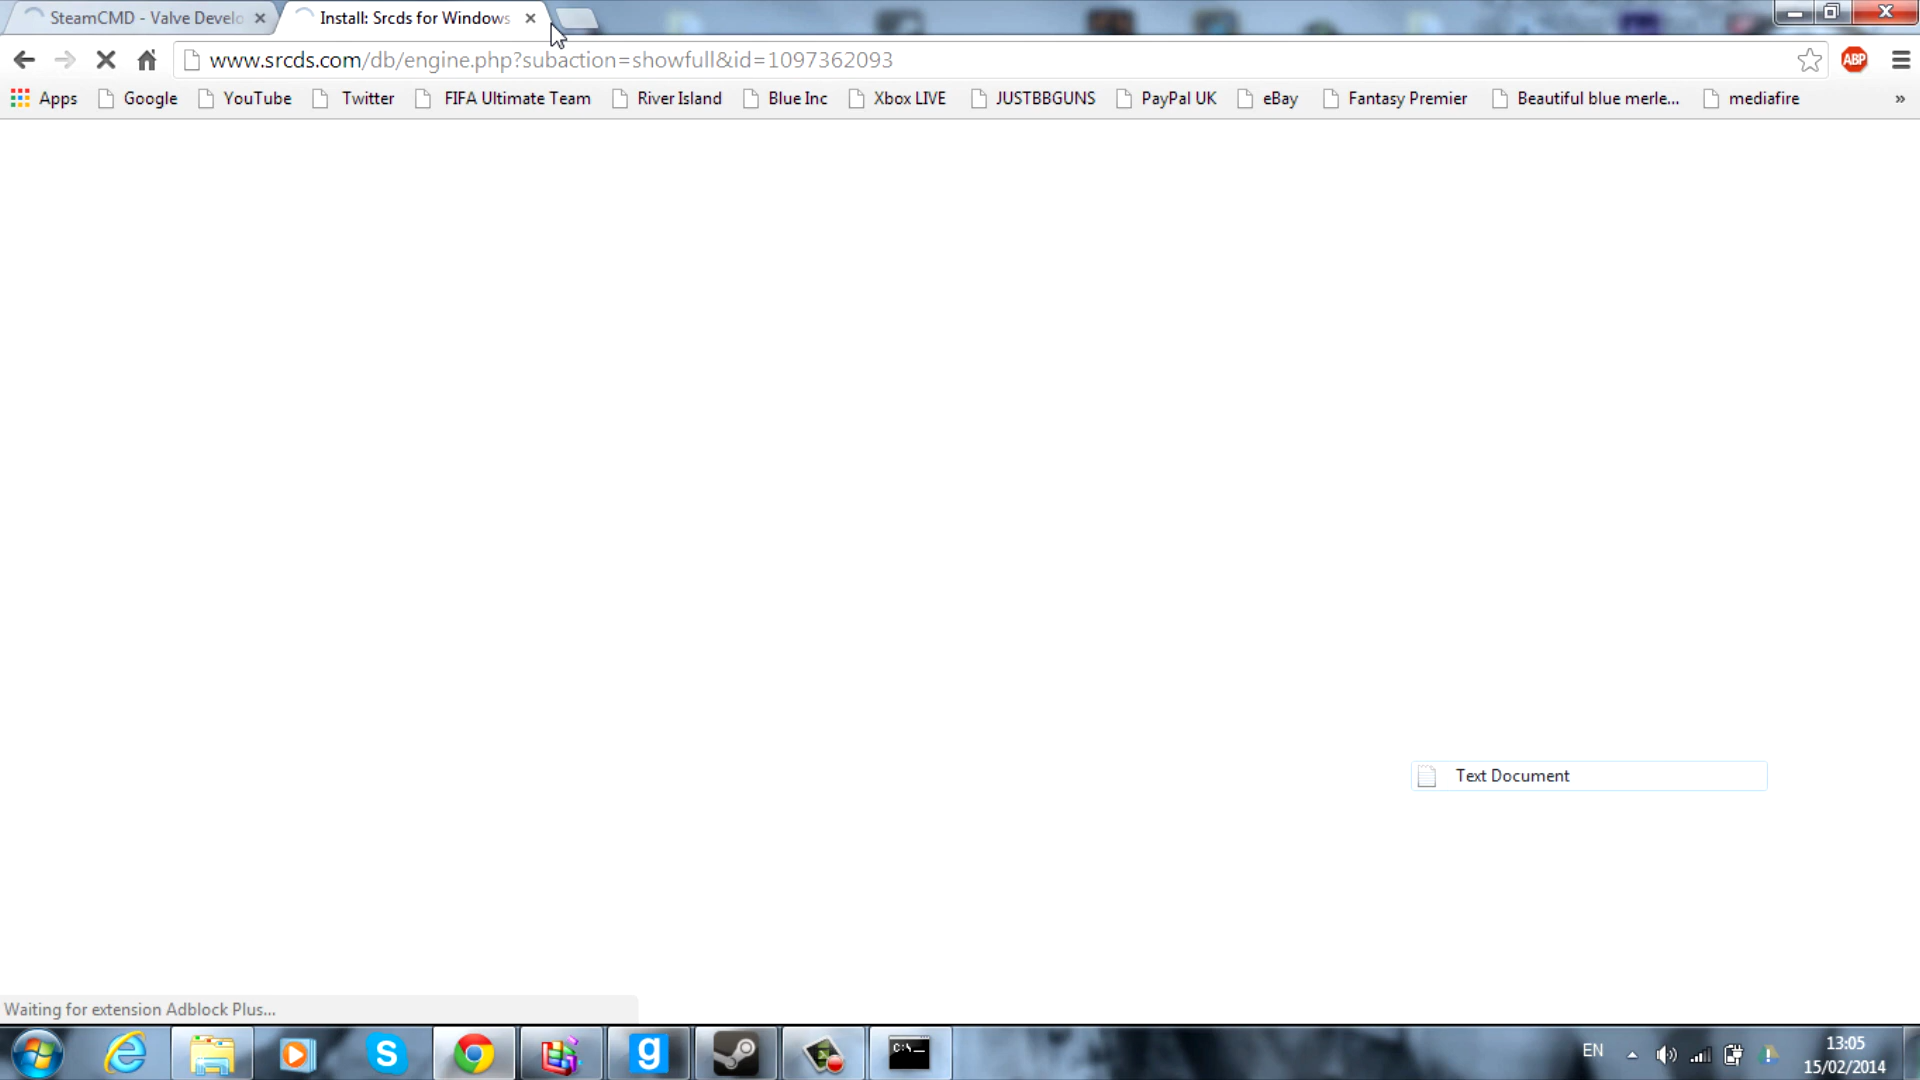 SteamCMD - Valve Develo
Install: Srcds for Windows
www.srcds.com/db/engine.php?subaction=showfull&id=1097362093
ABP
Apps Google YouTube Twitter FIFA Ultimate Team River Island Blue Inc Xbox LIVE JUSTBBGUNS PayPal UK eBay Fantasy Premier Beautiful blue merle... mediafire »
Text Document
Waiting for extension Adblock Plus...
EN
13:05
15/02/2014